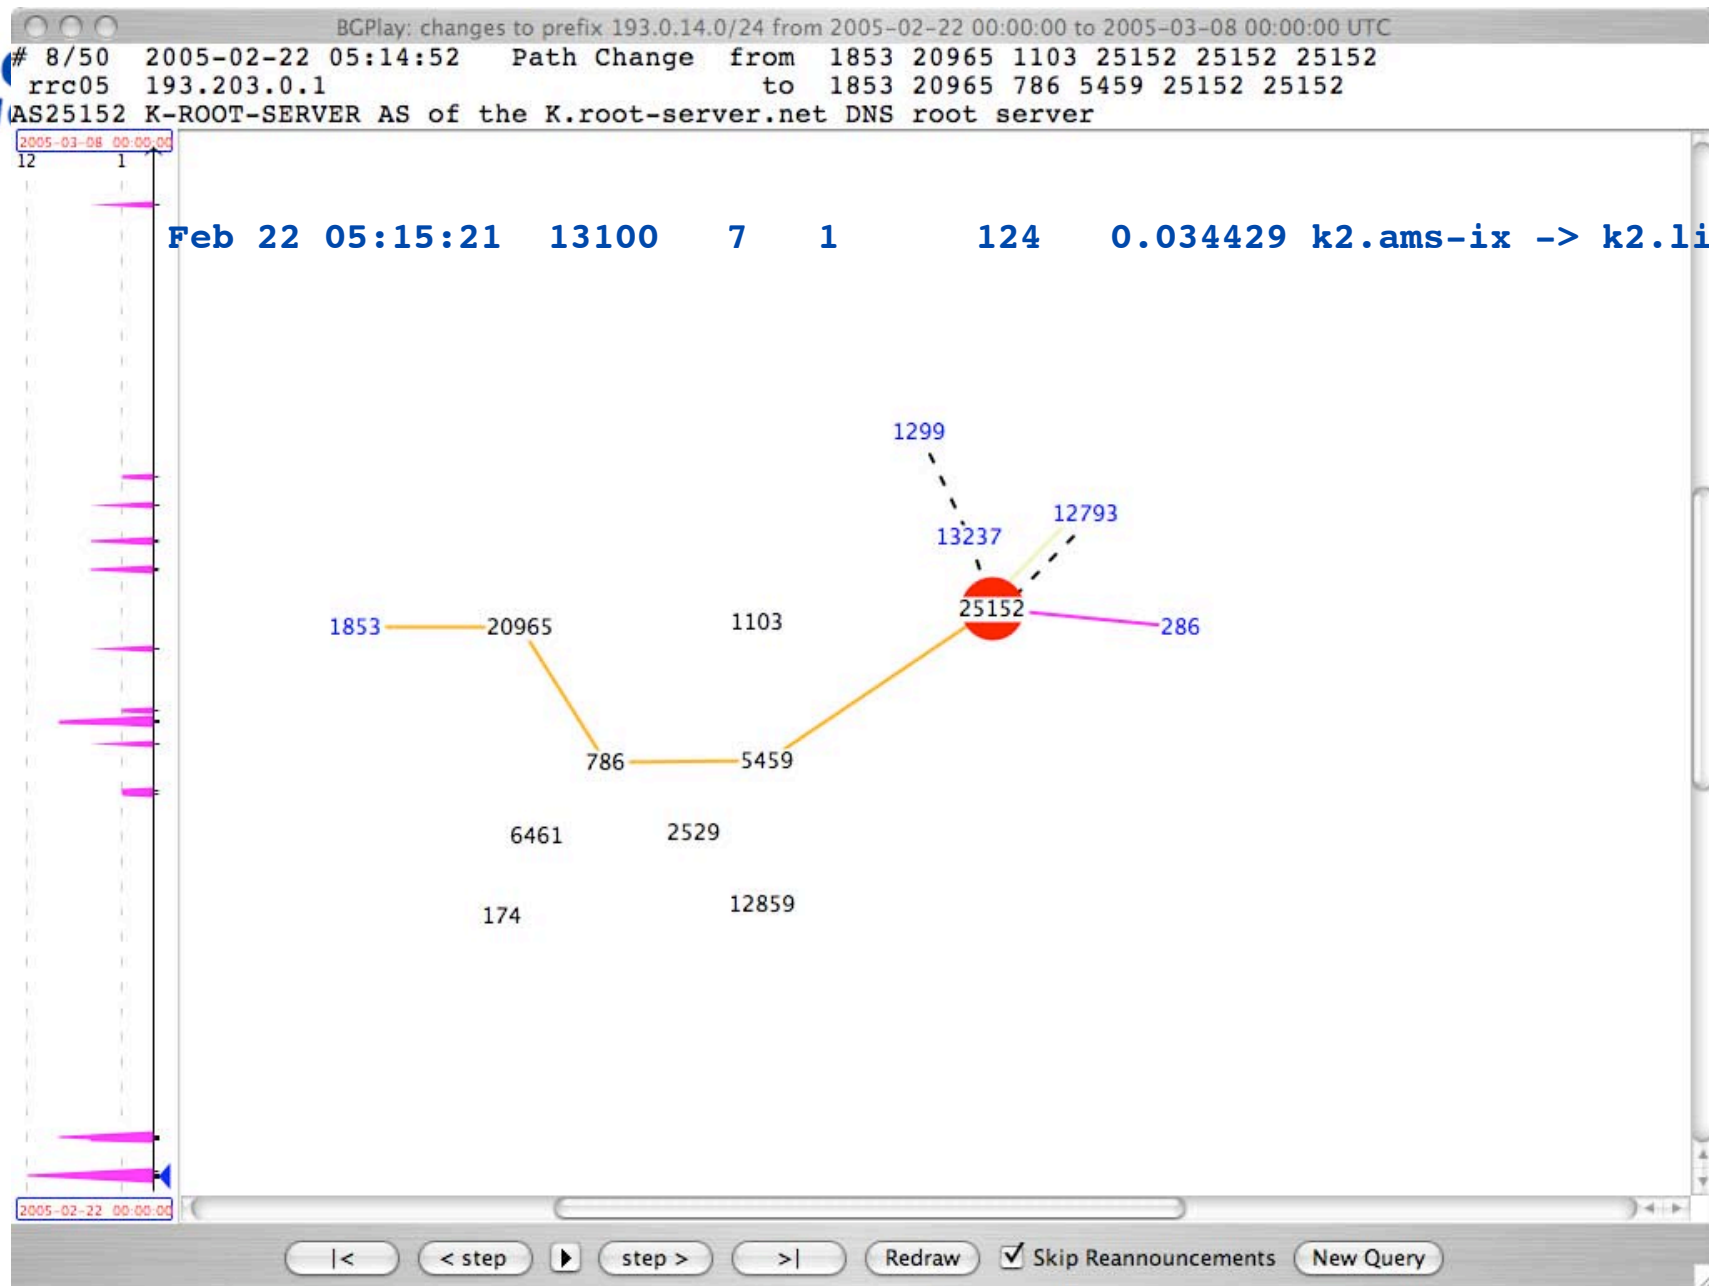 BGPlay: changes to prefix 193.0.14.0/24 from 2005-02-22 00:00:00 to 2005-03-08 00:00:00 UTC
# 8/50 2005-02-22 05:14:52 Path Change from 1853 20965 1103 25152 25152 25152
rrc05 193.203.0.1 to 1853 20965 786 5459 25152 25152
AS25152 K-ROOT-SERVER AS of the K.root-server.net DNS root server
2005-03-08 00:00:00
12 1
Feb 22 05:15:21 13100 7 1 124 0.034429 k2.ams-ix -> k2.li
1299
12793
13237
25152
1853 20965 1103 286
786 5459
6461 2529
174 12859
2005-02-22 00:00:00
|< < step step > >| Redraw Skip Reannouncements New Query